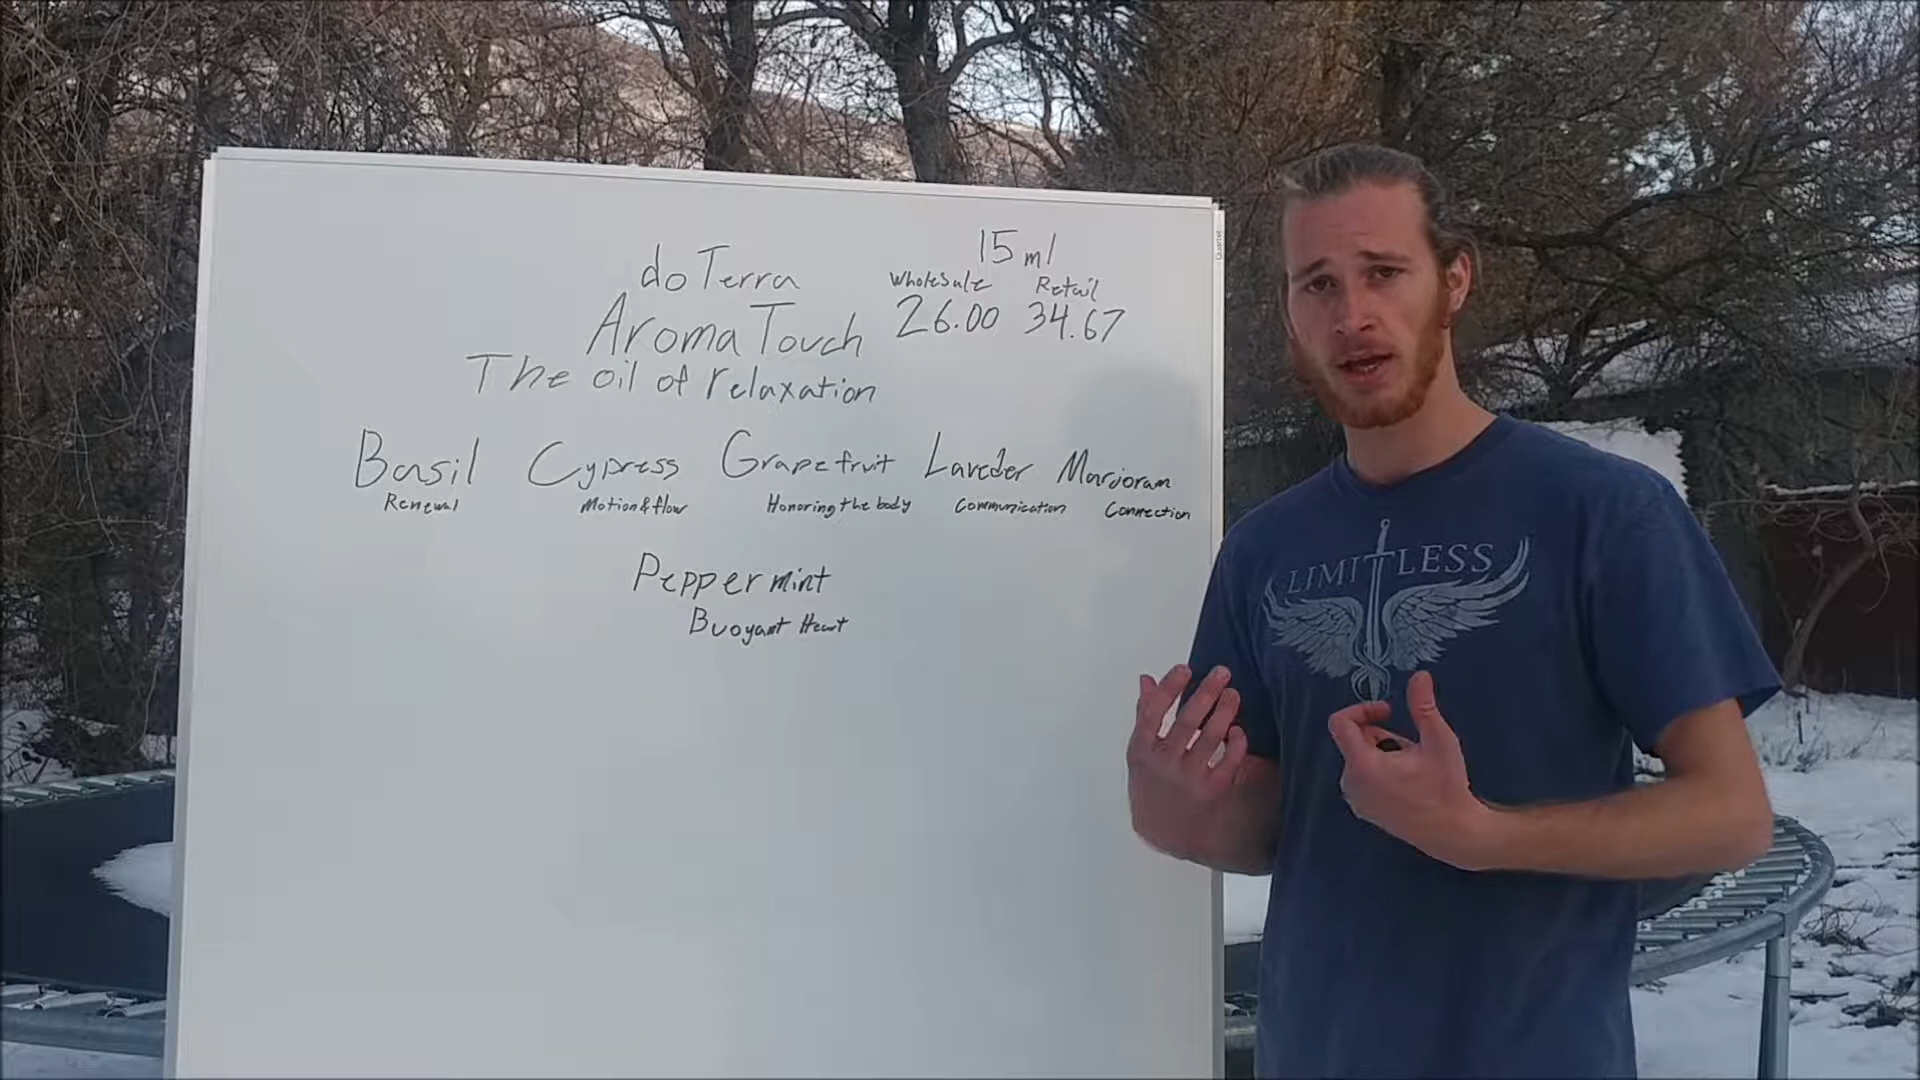 doTerra
15 ml
Wholesale Retail
AromaTouch 26.00 34.67
The oil of relaxation
Basil Cypress Grapefruit Laveder Marjoram
Renewal Motion & flow Honoring the body Communication Connection
Peppermint
Buoyant Heart
LIMITLESS